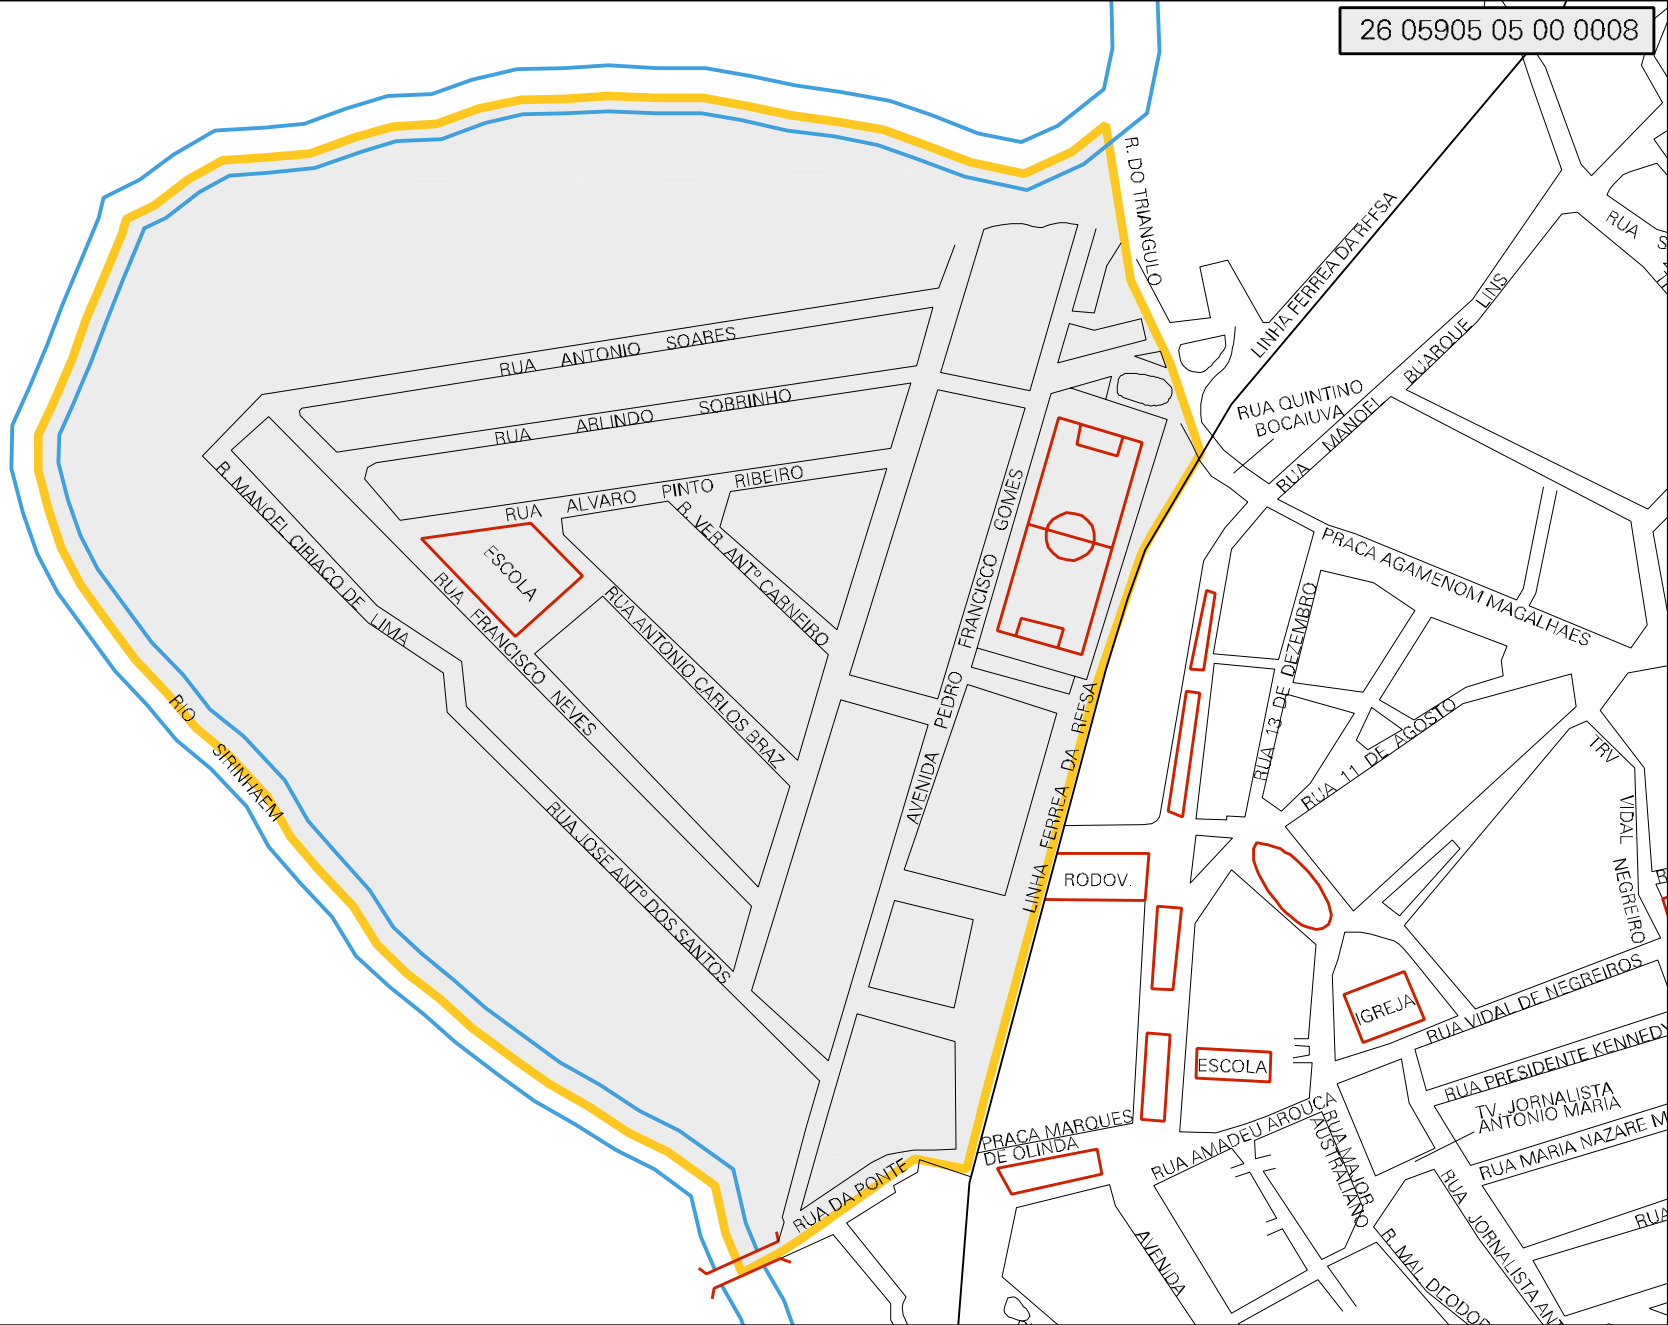 26 05905 05 00 0008
R. DO TRIANGULO
LINHA FERREA DA RFFSA
RUA
BUARQUE LINS
RUA ANTONIO SOARES
RUA ARLINDO SOBRINHO
RUA QUINTINO
BOCAIUVA
RUA MANOEL
RUA ALVARO PINTO RIBEIRO
R. MANOEL CIRIACO DE LIMA
ESCOLA
R. VER. ANTº CARNEIRO
AVENIDA PEDRO FRANCISCO GOMES
PRACA AGAMENOM MAGALHAES
RUA FRANCISCO NEVES
RUA ANTONIO CARLOS BRAZ
RUA 13 DE DEZEMBRO
RIO SIRINHAEM
LINHA FERREA DA RFFSA
RUA 11 DE AGOSTO
TRV VIDAL NEGREIRO
RUA JOSE ANTº DOS SANTOS
RODOV.
IGREJA
RUA VIDAL DE NEGREIROS
ESCOLA
RUA PRESIDENTE KENNEDY
TV. JORNALISTA
ANTONIO MARIA
PRACA MARQUES
DE OLINDA
RUA AMADEU AROUCA
RUA MAJOR
AUSTRALIANO
RUA MARIA NAZARE M
RUA DA PONTE
RUA JORNALISTA ANT
RUA
AVENIDA
R. MAL. DEODOR